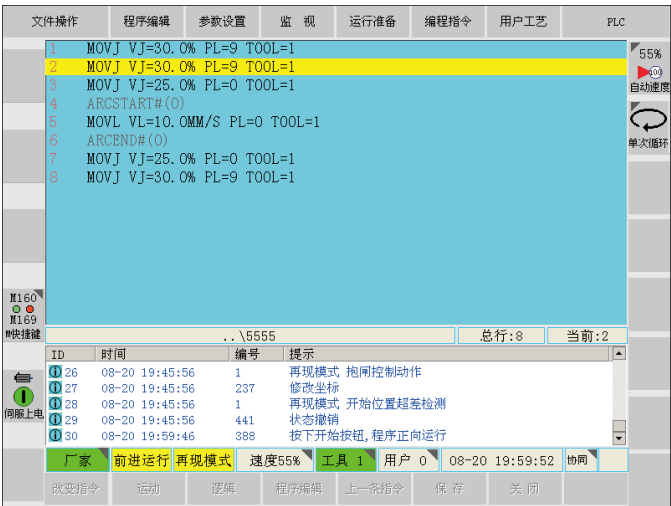 文件操作 程序编辑 参数设置 监 视 运行准备 编程指令 用户工艺 PLC
1 MOVJ VJ=30.0% PL=9 TOOL=1
2 MOVJ VJ=30.0% PL=9 TOOL=1
3 MOVJ VJ=25.0% PL=0 TOOL=1
4 ARCSTART#(0)
5 MOVL VL=10.0MM/S PL=0 TOOL=1
6 ARCEND#(0)
7 MOVJ VJ=25.0% PL=0 TOOL=1
8 MOVJ VJ=30.0% PL=9 TOOL=1
55%
100
自动速度
单次循环
M160
M169
M快捷键
伺服上电
..\5555 总行:8 当前:2
ID 时间 编号 提示
26 08-20 19:45:56 1 再现模式 抱闸控制动作
27 08-20 19:45:56 237 修改坐标
28 08-20 19:45:56 1 再现模式 开始位置超差检测
29 08-20 19:45:56 441 状态撤销
30 08-20 19:59:46 388 按下开始按钮,程序正向运行
厂家 前进运行 再现模式 速度55% 工具 1 用户 0 08-20 19:59:52 协同
改变指令 运动 逻辑 程序编辑 上一条指令 保 存 关 闭